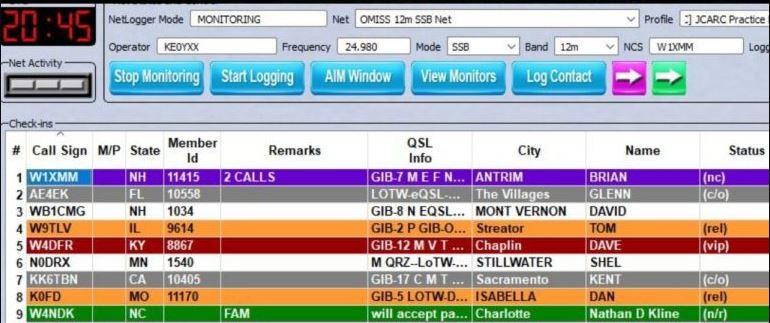 20:45
NetLogger Mode MONITORING Net OMISS 12m SSB Net Profile JCARC Practice
Operator KE0YXX Frequency 24.980 Mode SSB Band 12m NCS W1XMM Logg
Net Activity
Stop Monitoring Start Logging AIM Window View Monitors Log Contact
Check-ins
# Call Sign M/P State Member Id Remarks QSL Info City Name Status
1 W1XMM NH 11415 2 CALLS GIB-7 M E F N... ANTRIM BRIAN (nc)
2 AE4EK FL 10558 LOTW-eQSL-... The Villages GLENN (c/o)
3 WB1CMG NH 1034 GIB-8 N EQSL... MONT VERNON DAVID
4 W9TLV IL 9614 GIB-2 P GIB-O... Streator TOM (rel)
5 W4DFR KY 8867 GIB-12 M V T ... Chaplin DAVE (vip)
6 N0DRX MN 1540 M QRZ--LoTW-... STILLWATER SHEL
7 KK6TBN CA 10405 GIB-17 C M T ... Sacramento KENT (c/o)
8 K0FD MO 11170 GIB-5 LOTW-D... ISABELLA DAN (rel)
9 W4NDK NC FAM will accept pa... Charlotte Nathan D Kline (n/r)